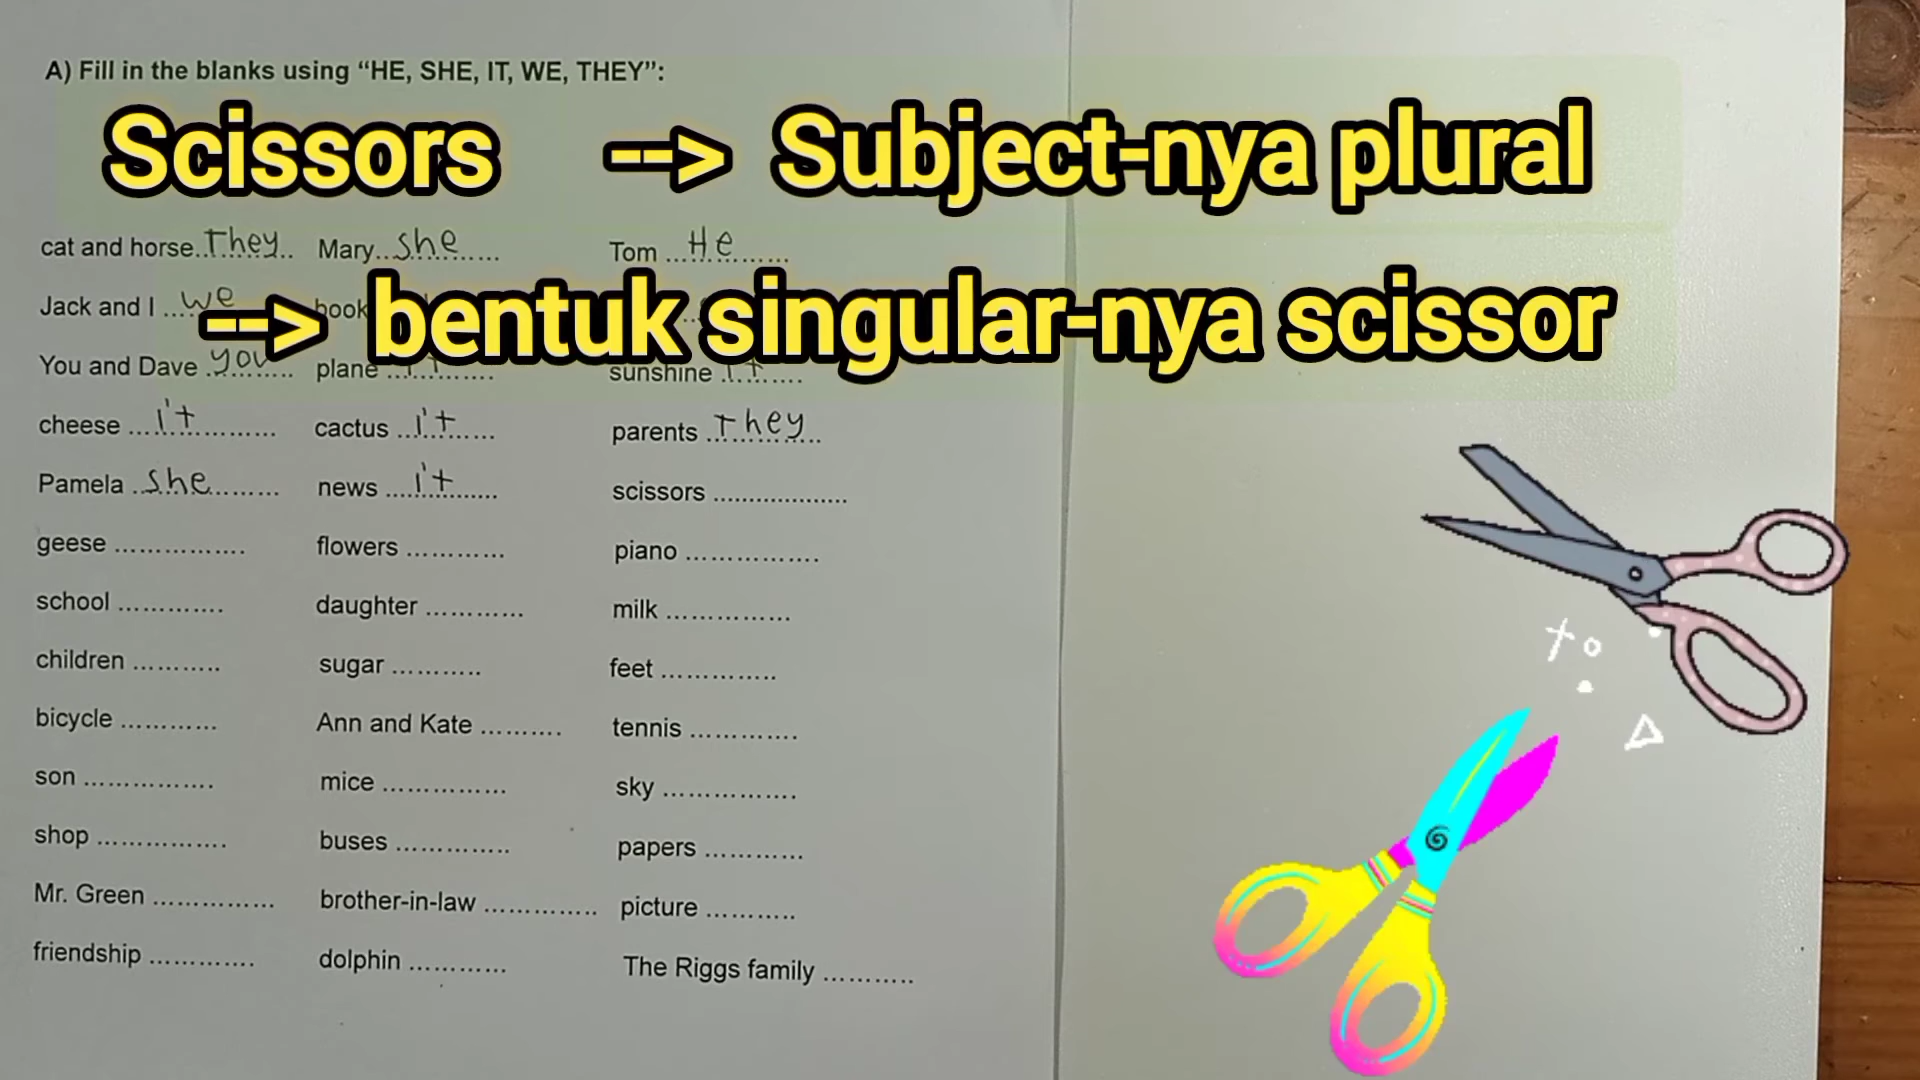 A) Fill in the blanks using “HE, SHE, IT, WE, THEY”:
Scissors --> Subject-nya plural
cat and horse..They.. Mary...she...... Tom ...He.......
--> bentuk singular-nya scissor
Jack and I ...we book
You and Dave .you....... plane ............ sunshine .it.....
cheese ...it............ cactus ...it...... parents ..They..
Pamela ..she......... news ....it...... scissors ....................
geese ................. flowers ............ piano ................
school ............. daughter ............ milk ...............
children ........... sugar ........... feet ..............
bicycle ............ Ann and Kate .......... tennis .............
son ................ mice ............... sky ................
shop ................ buses .............. papers ............
Mr. Green ............... brother-in-law .............. picture ...........
friendship ............. dolphin ............ The Riggs family ...........